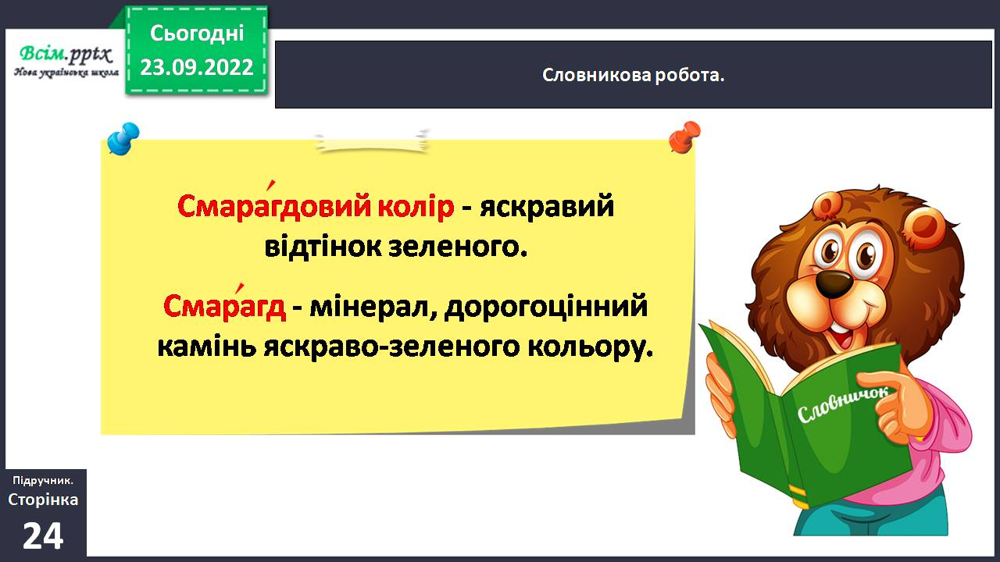 Сьогодні
23.09.2022
Всім.pptx
Нова українська школа
Словникова робота.
Смара́гдовий колір - яскравий
відтінок зеленого.
Смара́гд - мінерал, дорогоцінний
камінь яскраво-зеленого кольору.
Словничок
Підручник.
Сторінка
24